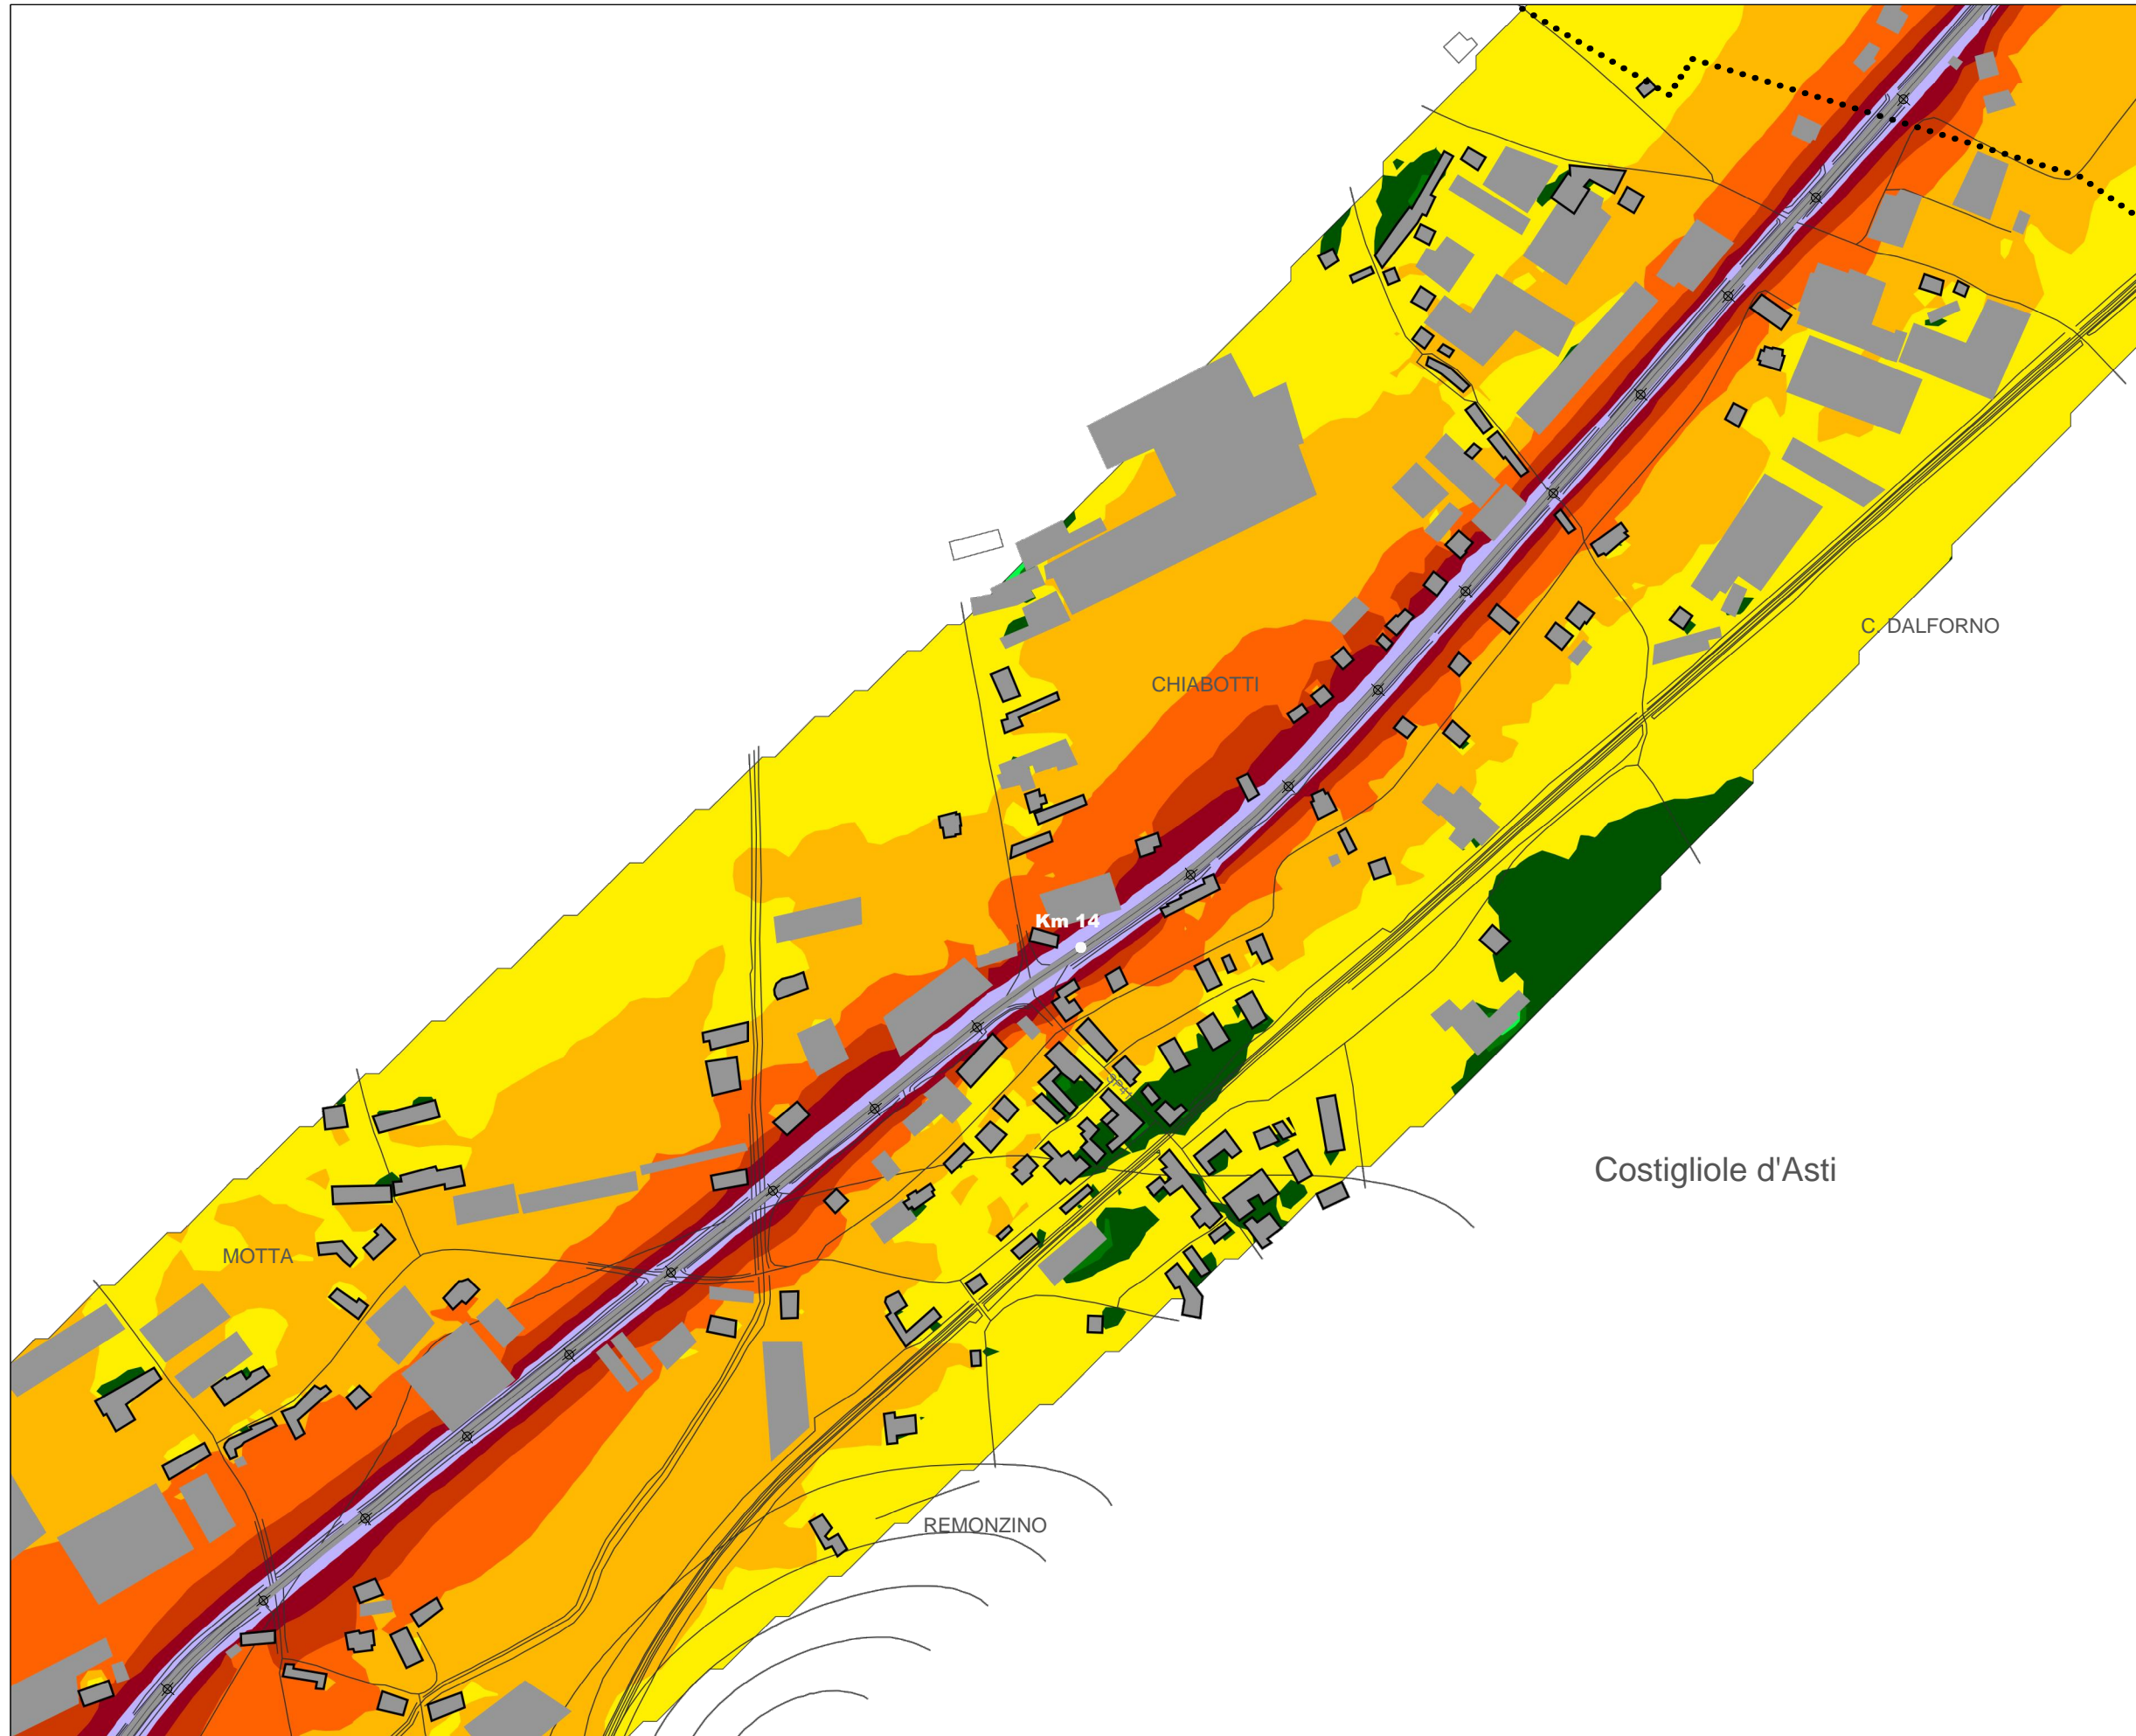 C. DALFORNO
CHIABOTTI
Km 14
Costigliole d'Asti
MOTTA
REMONZINO